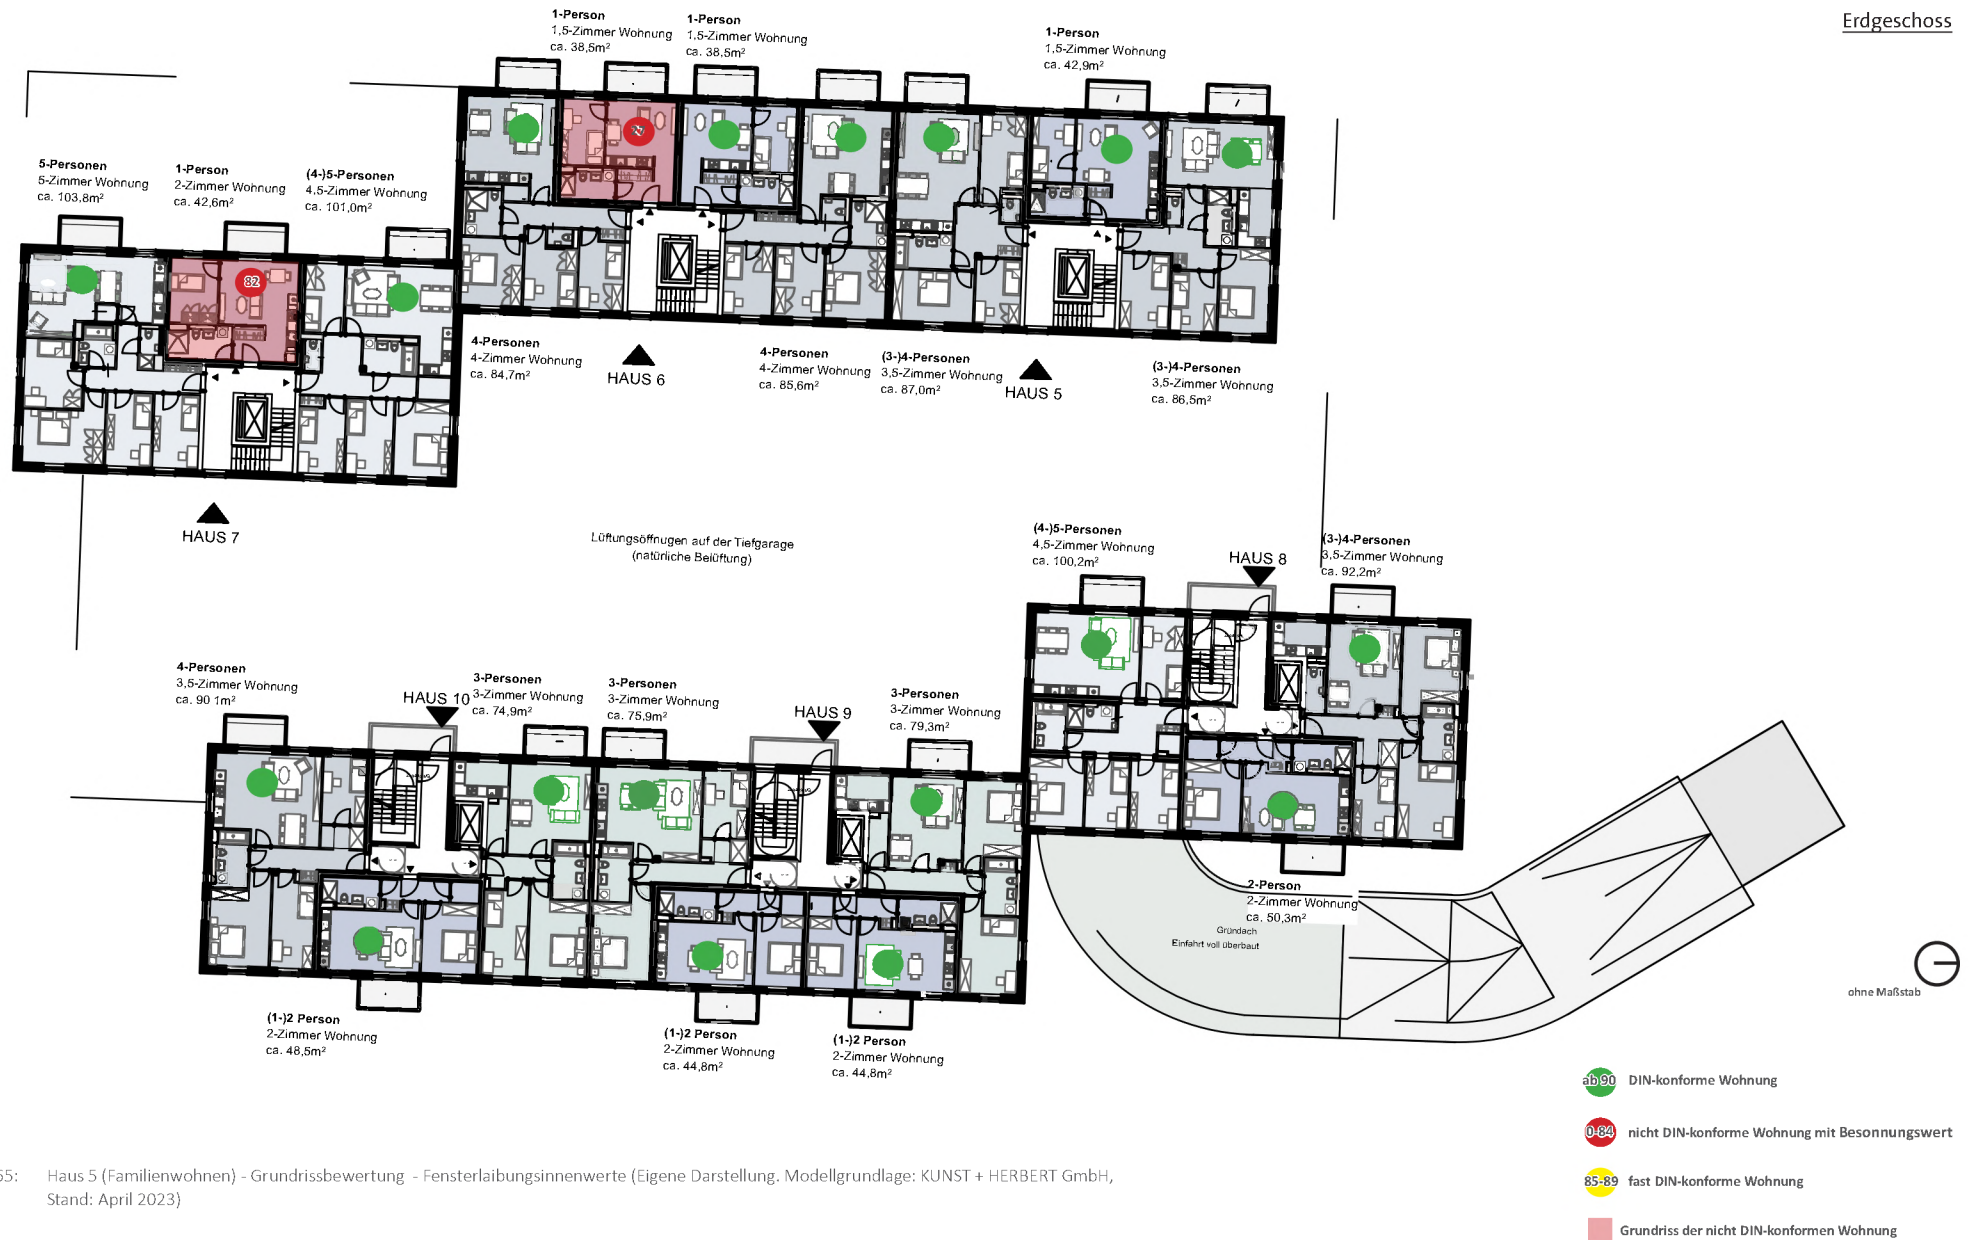 Erdgeschoss
1-Person
1,5-Zimmer Wohnung
ca. 38,5m²
1-Person
1,5-Zimmer Wohnung
ca. 38,5m²
1-Person
1,5-Zimmer Wohnung
ca. 42,9m²
5-Personen
5-Zimmer Wohnung
ca. 103,8m²
1-Person
2-Zimmer Wohnung
ca. 42,6m²
(4-)5-Personen
4,5-Zimmer Wohnung
ca. 101,0m²
82
4-Personen
4-Zimmer Wohnung
ca. 84,7m²
HAUS 6
4-Personen
4-Zimmer Wohnung
ca. 85,6m²
(3-)4-Personen
3,5-Zimmer Wohnung
ca. 87,0m²
HAUS 5
(3-)4-Personen
3,5-Zimmer Wohnung
ca. 86,5m²
HAUS 7
Lüftungsöffnugen auf der Tiefgarage
(natürliche Belüftung)
(4-)5-Personen
4,5-Zimmer Wohnung
ca. 100,2m²
HAUS 8
(3-)4-Personen
3,5-Zimmer Wohnung
ca. 92,2m²
4-Personen
3,5-Zimmer Wohnung
ca. 90 1m²
HAUS 10
3-Personen
3-Zimmer Wohnung
ca. 74,9m²
3-Personen
3-Zimmer Wohnung
ca. 75,9m²
HAUS 9
3-Personen
3-Zimmer Wohnung
ca. 79,3m²
2-Person
2-Zimmer Wohnung
ca. 50,3m²
Gründach
Einfahrt voll überbaut
(1-)2 Person
2-Zimmer Wohnung
ca. 48,5m²
(1-)2 Person
2-Zimmer Wohnung
ca. 44,8m²
(1-)2 Person
2-Zimmer Wohnung
ca. 44,8m²
ohne Maßstab
ab 90 DIN-konforme Wohnung
0-84 nicht DIN-konforme Wohnung mit Besonnungswert
85-89 fast DIN-konforme Wohnung
Grundriss der nicht DIN-konformen Wohnung
55: Haus 5 (Familienwohnen) - Grundrissbewertung - Fensterlaibungsinnenwerte (Eigene Darstellung. Modellgrundlage: KUNST + HERBERT GmbH,
Stand: April 2023)